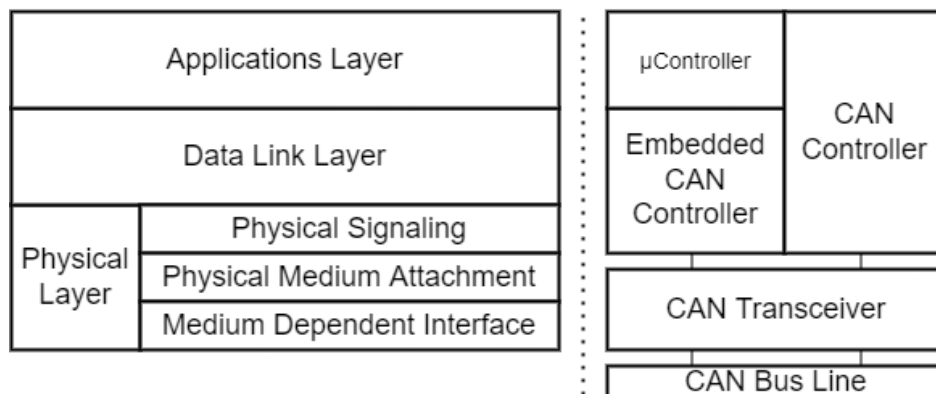 Applications Layer
Data Link Layer
Physical
Layer
Physical Signaling
Physical Medium Attachment
Medium Dependent Interface
μController
Embedded
CAN
Controller
CAN
Controller
CAN Transceiver
CAN Bus Line